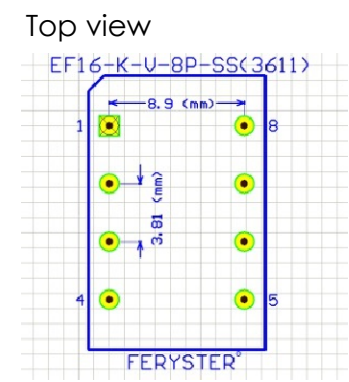 Top view
EF16-K-V-8P-SS(3611)
8.9 (mm)
1
8
3.81 (mm)
4
5
FERYSTER®